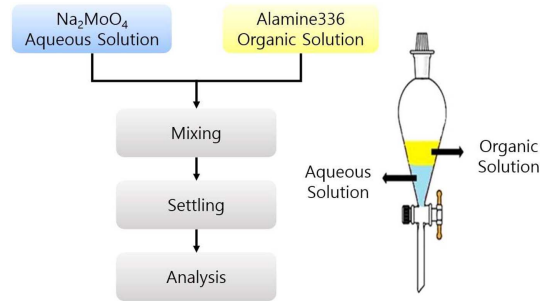 Na₂MoO₄
Aqueous Solution
Alamine336
Organic Solution
Mixing
Settling
Analysis
Organic
Solution
Aqueous
Solution